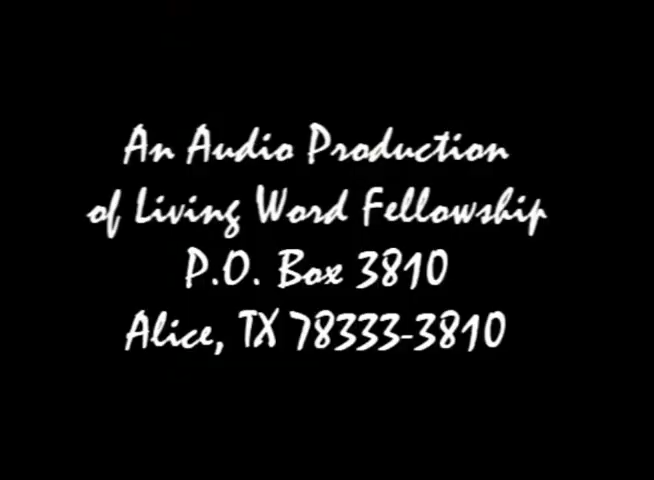 An Audio Production
of Living Word Fellowship
P.O. Box 3810
Alice, TX 78333-3810